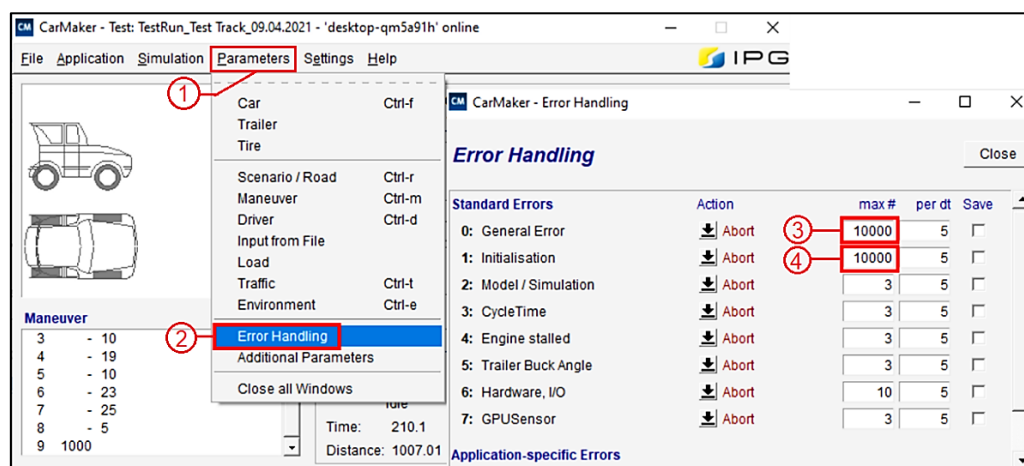 CM CarMaker - Test: TestRun_Test Track_09.04.2021 - 'desktop-qm5a91h' online
File Application Simulation Parameters Settings Help
IPG
1
Car Ctrl-f
Trailer
Tire
Scenario / Road Ctrl-r
Maneuver Ctrl-m
Driver Ctrl-d
Input from File
Load
Traffic Ctrl-t
Environment Ctrl-e
2
Error Handling
Additional Parameters
Close all Windows
Maneuver
3 - 10
4 - 19
5 - 10
6 - 23
7 - 25
8 - 5
9 1000
Idle
Time: 210.1
Distance: 1007.01
CM CarMaker - Error Handling
Error Handling
Close
Standard Errors Action max # per dt Save
0: General Error Abort 3 10000 5
1: Initialisation Abort 4 10000 5
2: Model / Simulation Abort 3 5
3: CycleTime Abort 3 5
4: Engine stalled Abort 3 5
5: Trailer Buck Angle Abort 3 5
6: Hardware, I/O Abort 10 5
7: GPUSensor Abort 3 5
Application-specific Errors